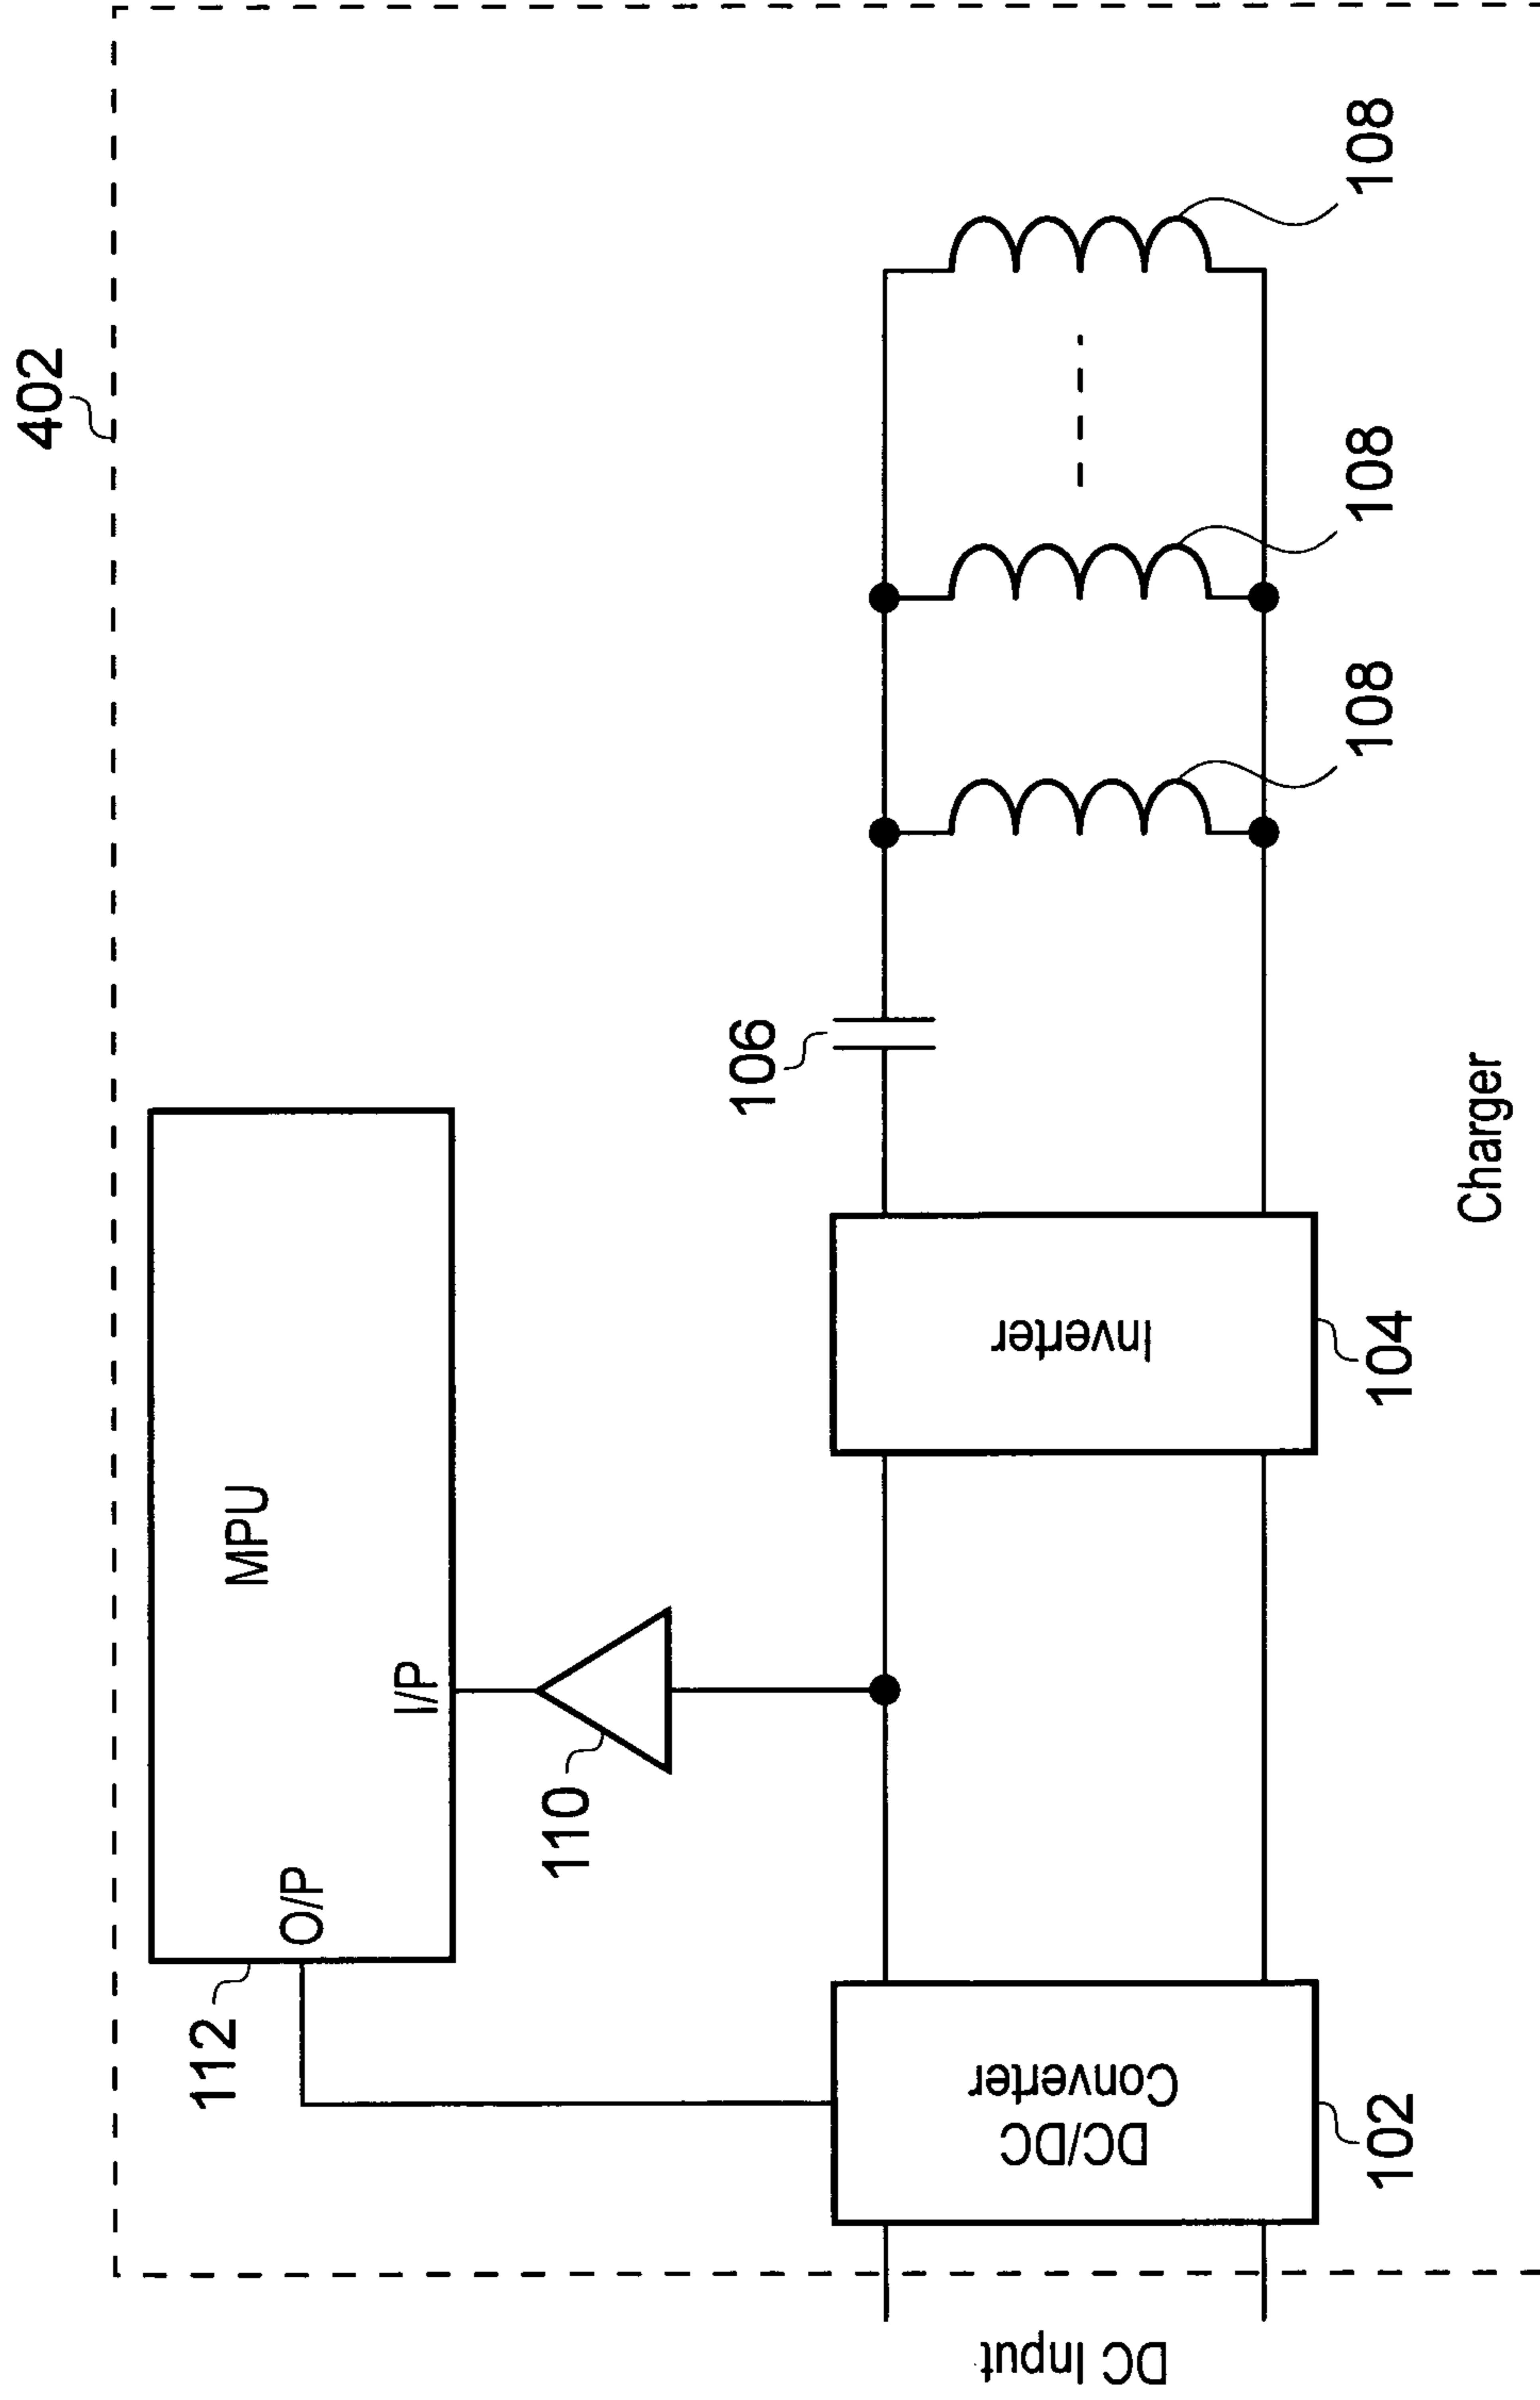 402
112
MPU
O/P
I/P
110
106
108
108
108
DC Input
DC/DC
Converter
102
Inverter
104
Charger